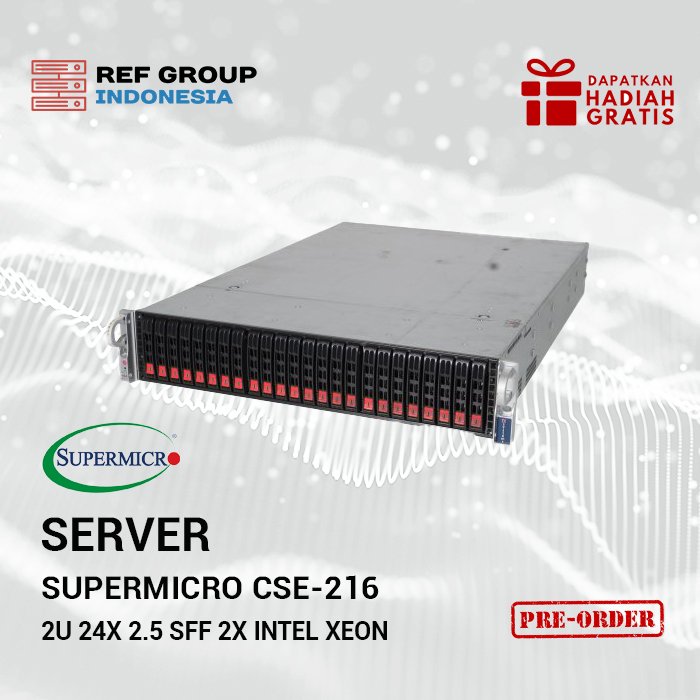 REF GROUP
INDONESIA
DAPATKAN
HADIAH
GRATIS
SUPERMICRO
SERVER
SUPERMICRO CSE-216
2U 24X 2.5 SFF 2X INTEL XEON
PRE-ORDER